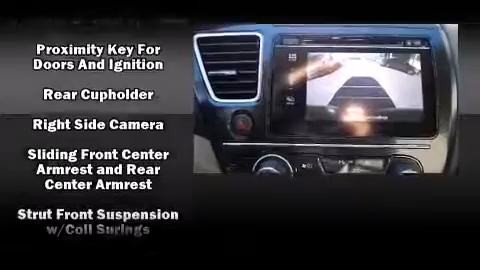 Proximity Key For
Doors And Ignition
Rear Cupholder
Right Side Camera
Sliding Front Center
Armrest and Rear
Center Armrest
Strut Front Suspension
w/Coil Springs